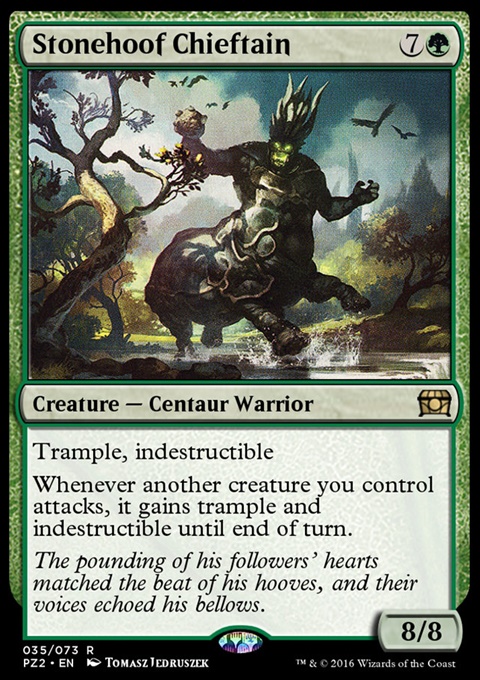 Stonehoof Chieftain 7
Creature — Centaur Warrior
Trample, indestructible
Whenever another creature you control
attacks, it gains trample and
indestructible until end of turn.
The pounding of his followers' hearts
matched the beat of his hooves, and their
voices echoed his bellows.
8/8
035/073 R
PZ2 • EN Tomasz Jedruszek
™ & © 2016 Wizards of the Coast